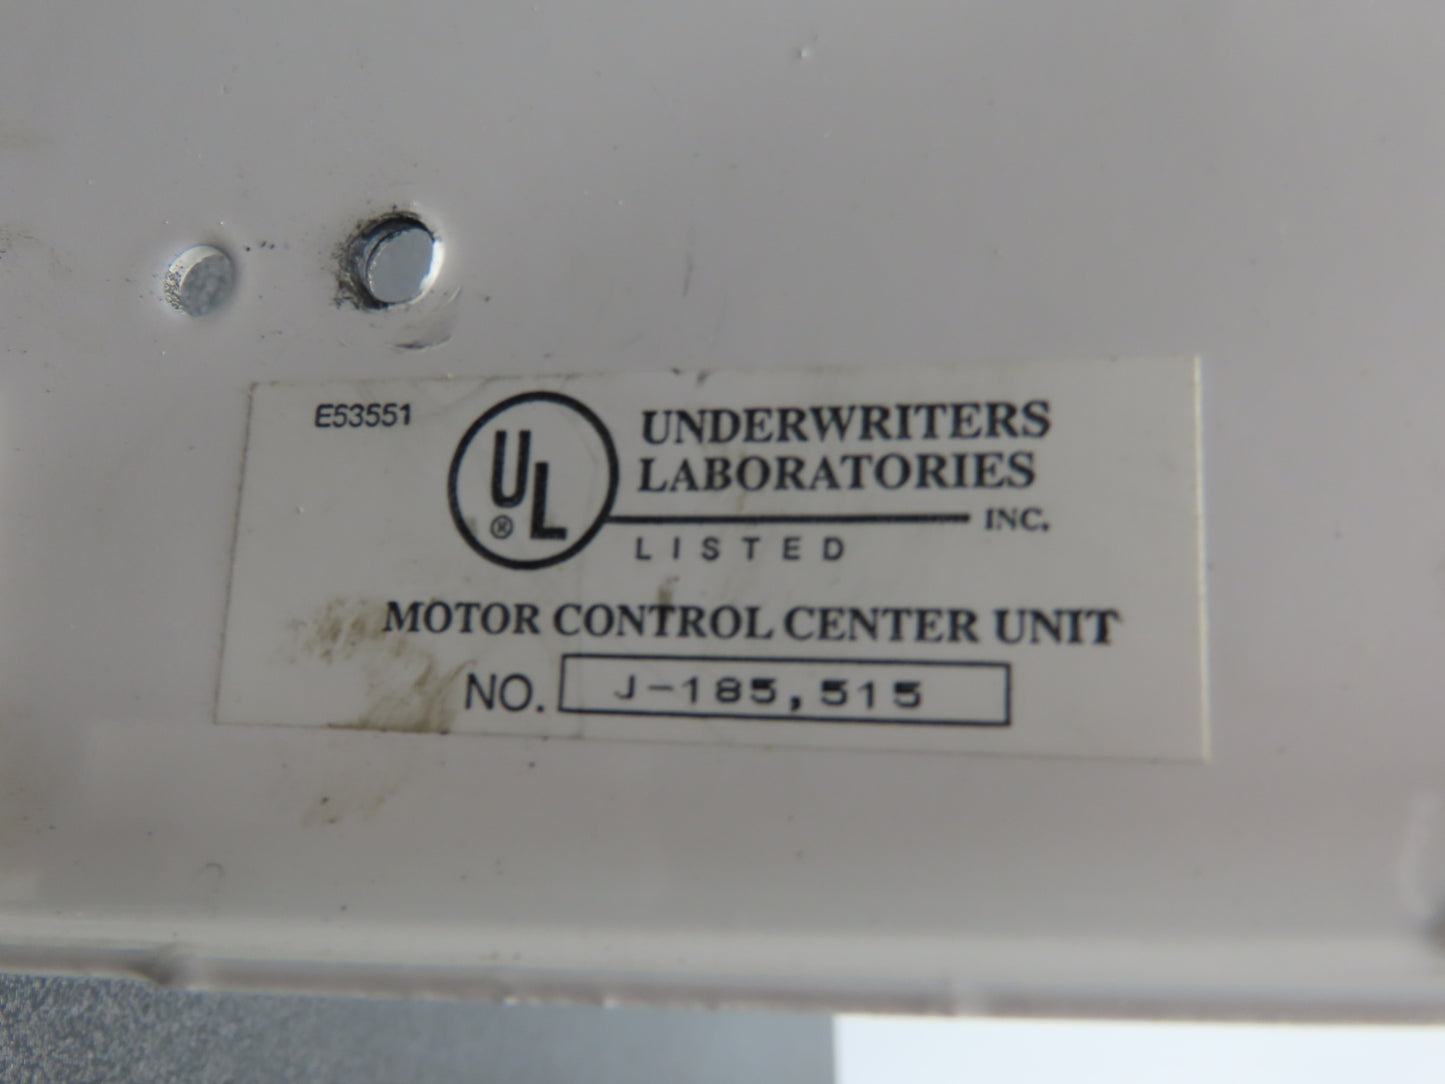 E53551
UL
®
UNDERWRITERS
LABORATORIES
INC.
LISTED
MOTOR CONTROL CENTER UNIT
NO. J-185,515